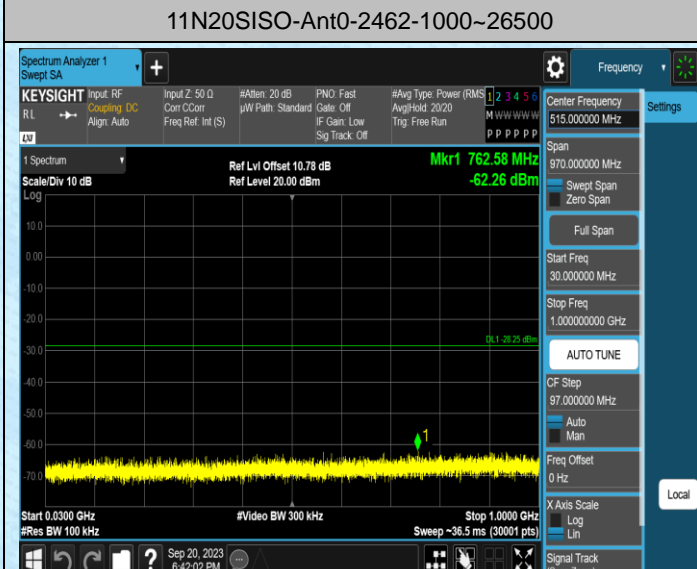 11N20SISO-Ant0-2462-1000~26500
Spectrum Analyzer 1
Swept SA
Frequency
KEYSIGHT
RL
LXI
Input: RF
Coupling: DC
Align: Auto
Input Z: 50 Ω
Corr CCorr
Freq Ref: Int (S)
#Atten: 20 dB
µW Path: Standard
PNO: Fast
Gate: Off
IF Gain: Low
Sig Track: Off
#Avg Type: Power (RMS
Avg|Hold: 20/20
Trig: Free Run
1 2 3 4 5 6
M W W W W W
P P P P P P
1 Spectrum
Scale/Div 10 dB
Log
Ref Lvl Offset 10.78 dB
Ref Level 20.00 dBm
Mkr1 762.58 MHz
-62.26 dBm
10.0
0.00
-10.0
-20.0
-30.0
-40.0
-50.0
-60.0
-70.0
DL1 -28.25 dBm
1
Start 0.0300 GHz
#Res BW 100 kHz
#Video BW 300 kHz
Stop 1.0000 GHz
Sweep ~36.5 ms (30001 pts)
Sep 20, 2023
6:42:02 PM
Center Frequency
515.000000 MHz
Span
970.000000 MHz
Swept Span
Zero Span
Full Span
Start Freq
30.000000 MHz
Stop Freq
1.000000000 GHz
AUTO TUNE
CF Step
97.000000 MHz
Auto
Man
Freq Offset
0 Hz
X Axis Scale
Log
Lin
Signal Track
Settings
Local